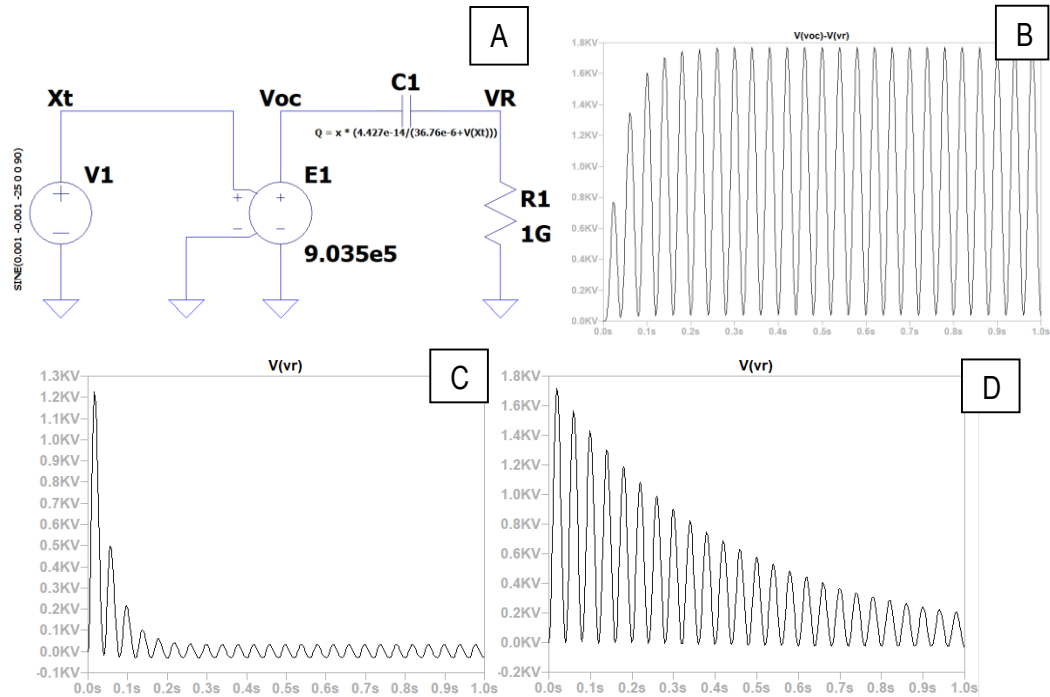 A
Xt
Voc
C1
VR
Q = x * (4.427e-14/(36.76e-6+V(Xt)))
SINE(0.001 -0.001 -25 0 0 90)
V1
+
—
+
–
E1
+
–
9.035e5
R1
1G
B
V(voc)-V(vr)
1.8KV
1.6KV
1.4KV
1.2KV
1.0KV
0.8KV
0.6KV
0.4KV
0.2KV
0.0KV
0.0s 0.1s 0.2s 0.3s 0.4s 0.5s 0.6s 0.7s 0.8s 0.9s 1.0s
C
V(vr)
1.3KV
1.2KV
1.1KV
1.0KV
0.9KV
0.8KV
0.7KV
0.6KV
0.5KV
0.4KV
0.3KV
0.2KV
0.1KV
0.0KV
-0.1KV
0.0s 0.1s 0.2s 0.3s 0.4s 0.5s 0.6s 0.7s 0.8s 0.9s 1.0s
D
V(vr)
1.8KV
1.6KV
1.4KV
1.2KV
1.0KV
0.8KV
0.6KV
0.4KV
0.2KV
0.0KV
-0.2KV
0.0s 0.1s 0.2s 0.3s 0.4s 0.5s 0.6s 0.7s 0.8s 0.9s 1.0s